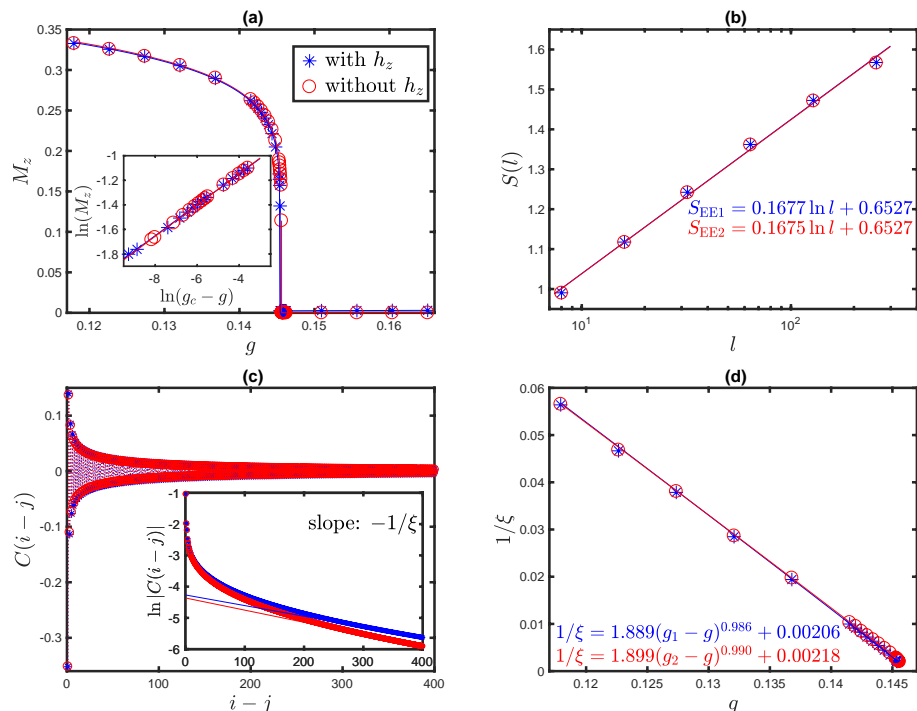 (a)
0.35
0.3
0.25
0.2
0.15
0.1
0.05
0
M_z
0.12
0.13
0.14
0.15
0.16
g
with h_z
without h_z
-1
-1.2
-1.4
-1.6
-1.8
ln(M_z)
-8
-6
-4
ln(g_c − g)
(b)
1.6
1.5
1.4
1.3
1.2
1.1
1
S(l)
10^1
10^2
l
S_EE1 = 0.1677 ln l + 0.6527
S_EE2 = 0.1675 ln l + 0.6527
(c)
0.1
0
-0.1
-0.2
-0.3
C(i − j)
0
100
200
300
400
i − j
0
100
200
300
400
-1
-2
-3
-4
-5
-6
ln |C(i − j)|
slope: −1/ξ
(d)
0.06
0.05
0.04
0.03
0.02
0.01
0
1/ξ
0.12
0.125
0.13
0.135
0.14
0.145
g
1/ξ = 1.889(g_1 − g)^0.986 + 0.00206
1/ξ = 1.899(g_2 − g)^0.990 + 0.00218